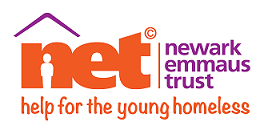 net©
newark
emmaus
trust
help for the young homeless